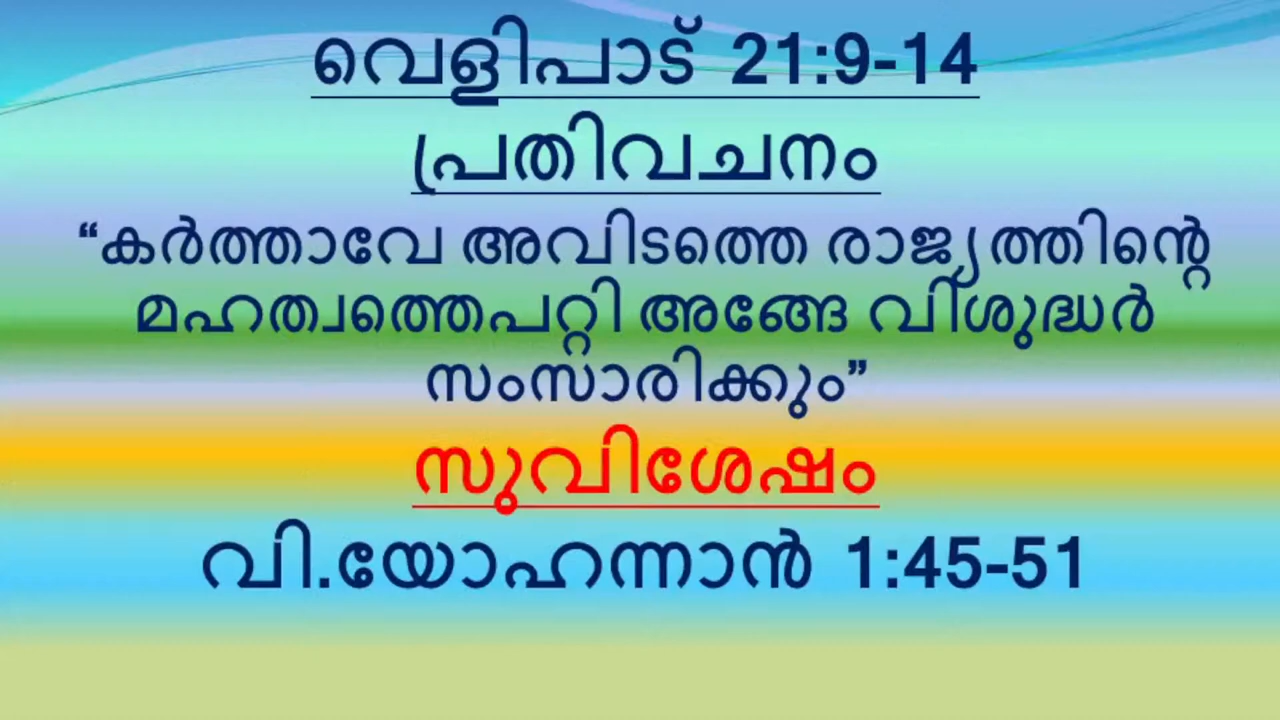 വെളിപാട് 21:9-14
പ്രതിവചനം
“കർത്താവേ അവിടത്തെ രാജ്യത്തിന്റെ
മഹത്വത്തെപറ്റി അങ്ങേ വിശുദ്ധർ
സംസാരിക്കും”
സുവിശേഷം
വി.യോഹന്നാൻ 1:45-51